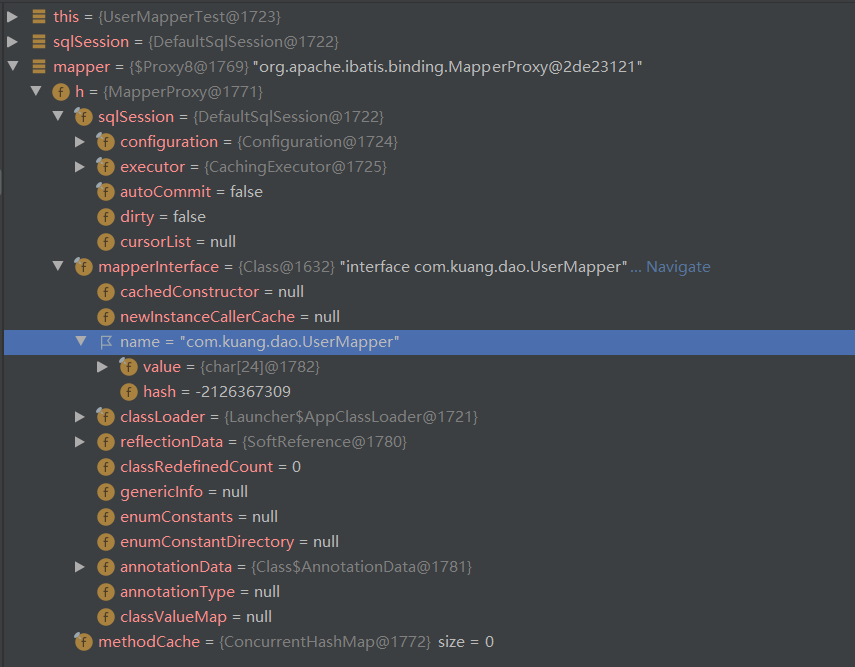 this = {UserMapperTest@1723}
sqlSession = {DefaultSqlSession@1722}
mapper = {$Proxy8@1769} "org.apache.ibatis.binding.MapperProxy@2de23121"
f h = {MapperProxy@1771}
f sqlSession = {DefaultSqlSession@1722}
f configuration = {Configuration@1724}
f executor = {CachingExecutor@1725}
f autoCommit = false
f dirty = false
f cursorList = null
f mapperInterface = {Class@1632} "interface com.kuang.dao.UserMapper"... Navigate
f cachedConstructor = null
f newInstanceCallerCache = null
name = "com.kuang.dao.UserMapper"
f value = {char[24]@1782}
f hash = -2126367309
f classLoader = {Launcher$AppClassLoader@1721}
f reflectionData = {SoftReference@1780}
f classRedefinedCount = 0
f genericInfo = null
f enumConstants = null
f enumConstantDirectory = null
f annotationData = {Class$AnnotationData@1781}
f annotationType = null
f classValueMap = null
f methodCache = {ConcurrentHashMap@1772} size = 0